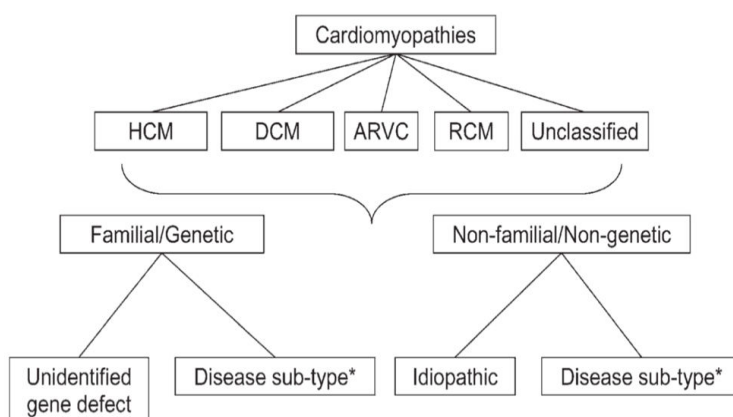 Cardiomyopathies
HCM
DCM
ARVC
RCM
Unclassified
Familial/Genetic
Non-familial/Non-genetic
Unidentified
gene defect
Disease sub-type*
Idiopathic
Disease sub-type*